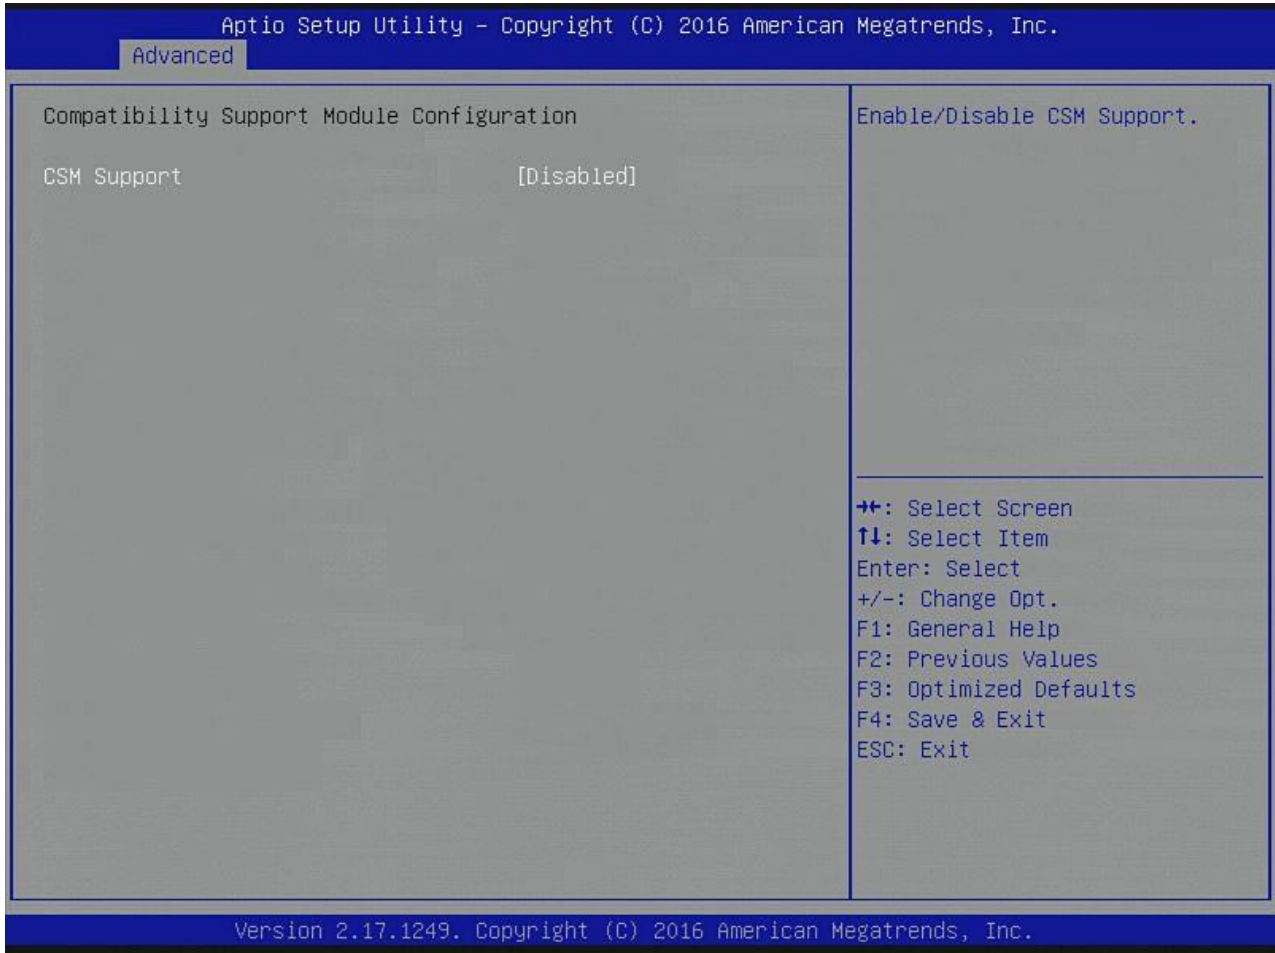 Aptio Setup Utility – Copyright (C) 2016 American Megatrends, Inc.
Advanced
Compatibility Support Module Configuration
CSM Support [Disabled]
Enable/Disable CSM Support.
→←: Select Screen
↑↓: Select Item
Enter: Select
+/-: Change Opt.
F1: General Help
F2: Previous Values
F3: Optimized Defaults
F4: Save & Exit
ESC: Exit
Version 2.17.1249. Copyright (C) 2016 American Megatrends, Inc.